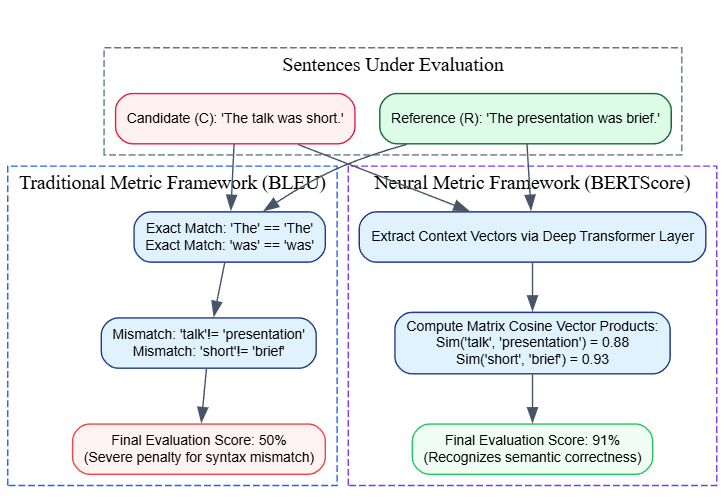 Sentences Under Evaluation
Candidate (C): 'The talk was short.'
Reference (R): 'The presentation was brief.'
Traditional Metric Framework (BLEU)
Neural Metric Framework (BERTScore)
Exact Match: 'The' == 'The'
Exact Match: 'was' == 'was'
Extract Context Vectors via Deep Transformer Layer
Mismatch: 'talk'!= 'presentation'
Mismatch: 'short'!= 'brief'
Compute Matrix Cosine Vector Products:
Sim('talk', 'presentation') = 0.88
Sim('short', 'brief') = 0.93
Final Evaluation Score: 50%
(Severe penalty for syntax mismatch)
Final Evaluation Score: 91%
(Recognizes semantic correctness)